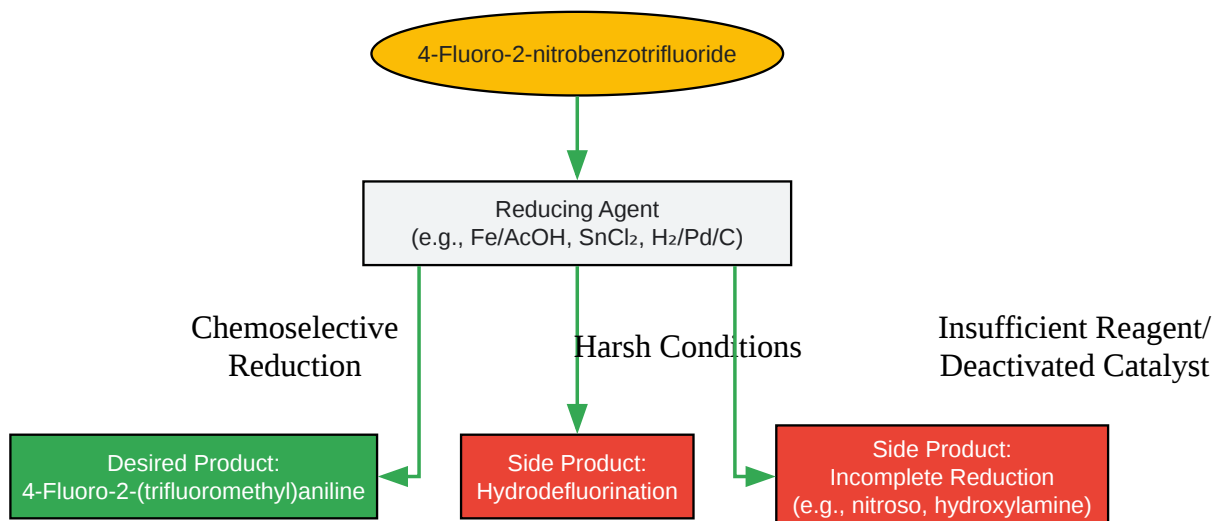 4-Fluoro-2-nitrobenzotrifluoride
Reducing Agent
(e.g., Fe/AcOH, SnCl₂, H₂/Pd/C)
Chemoselective
Reduction
Harsh Conditions
Insufficient Reagent/
Deactivated Catalyst
Desired Product:
4-Fluoro-2-(trifluoromethyl)aniline
Side Product:
Hydrodefluorination
Side Product:
Incomplete Reduction
(e.g., nitroso, hydroxylamine)